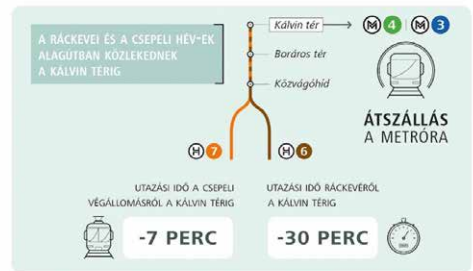 A RÁCKEVEI ÉS A CSEPELI HÉV-EK
ALAGÚTBAN KÖZLEKEDNEK
A KÁLVIN TÉRIG
Kálvin tér
M 4 | M 3
Boráros tér
Közvágóhíd
ÁTSZÁLLÁS
A METRÓRA
H 7
H 6
UTAZÁSI IDŐ A CSEPELI
VÉGÁLLOMÁSRÓL A KÁLVIN TÉRIG
-7 PERC
UTAZÁSI IDŐ RÁCKEVÉRŐL
A KÁLVIN TÉRIG
-30 PERC